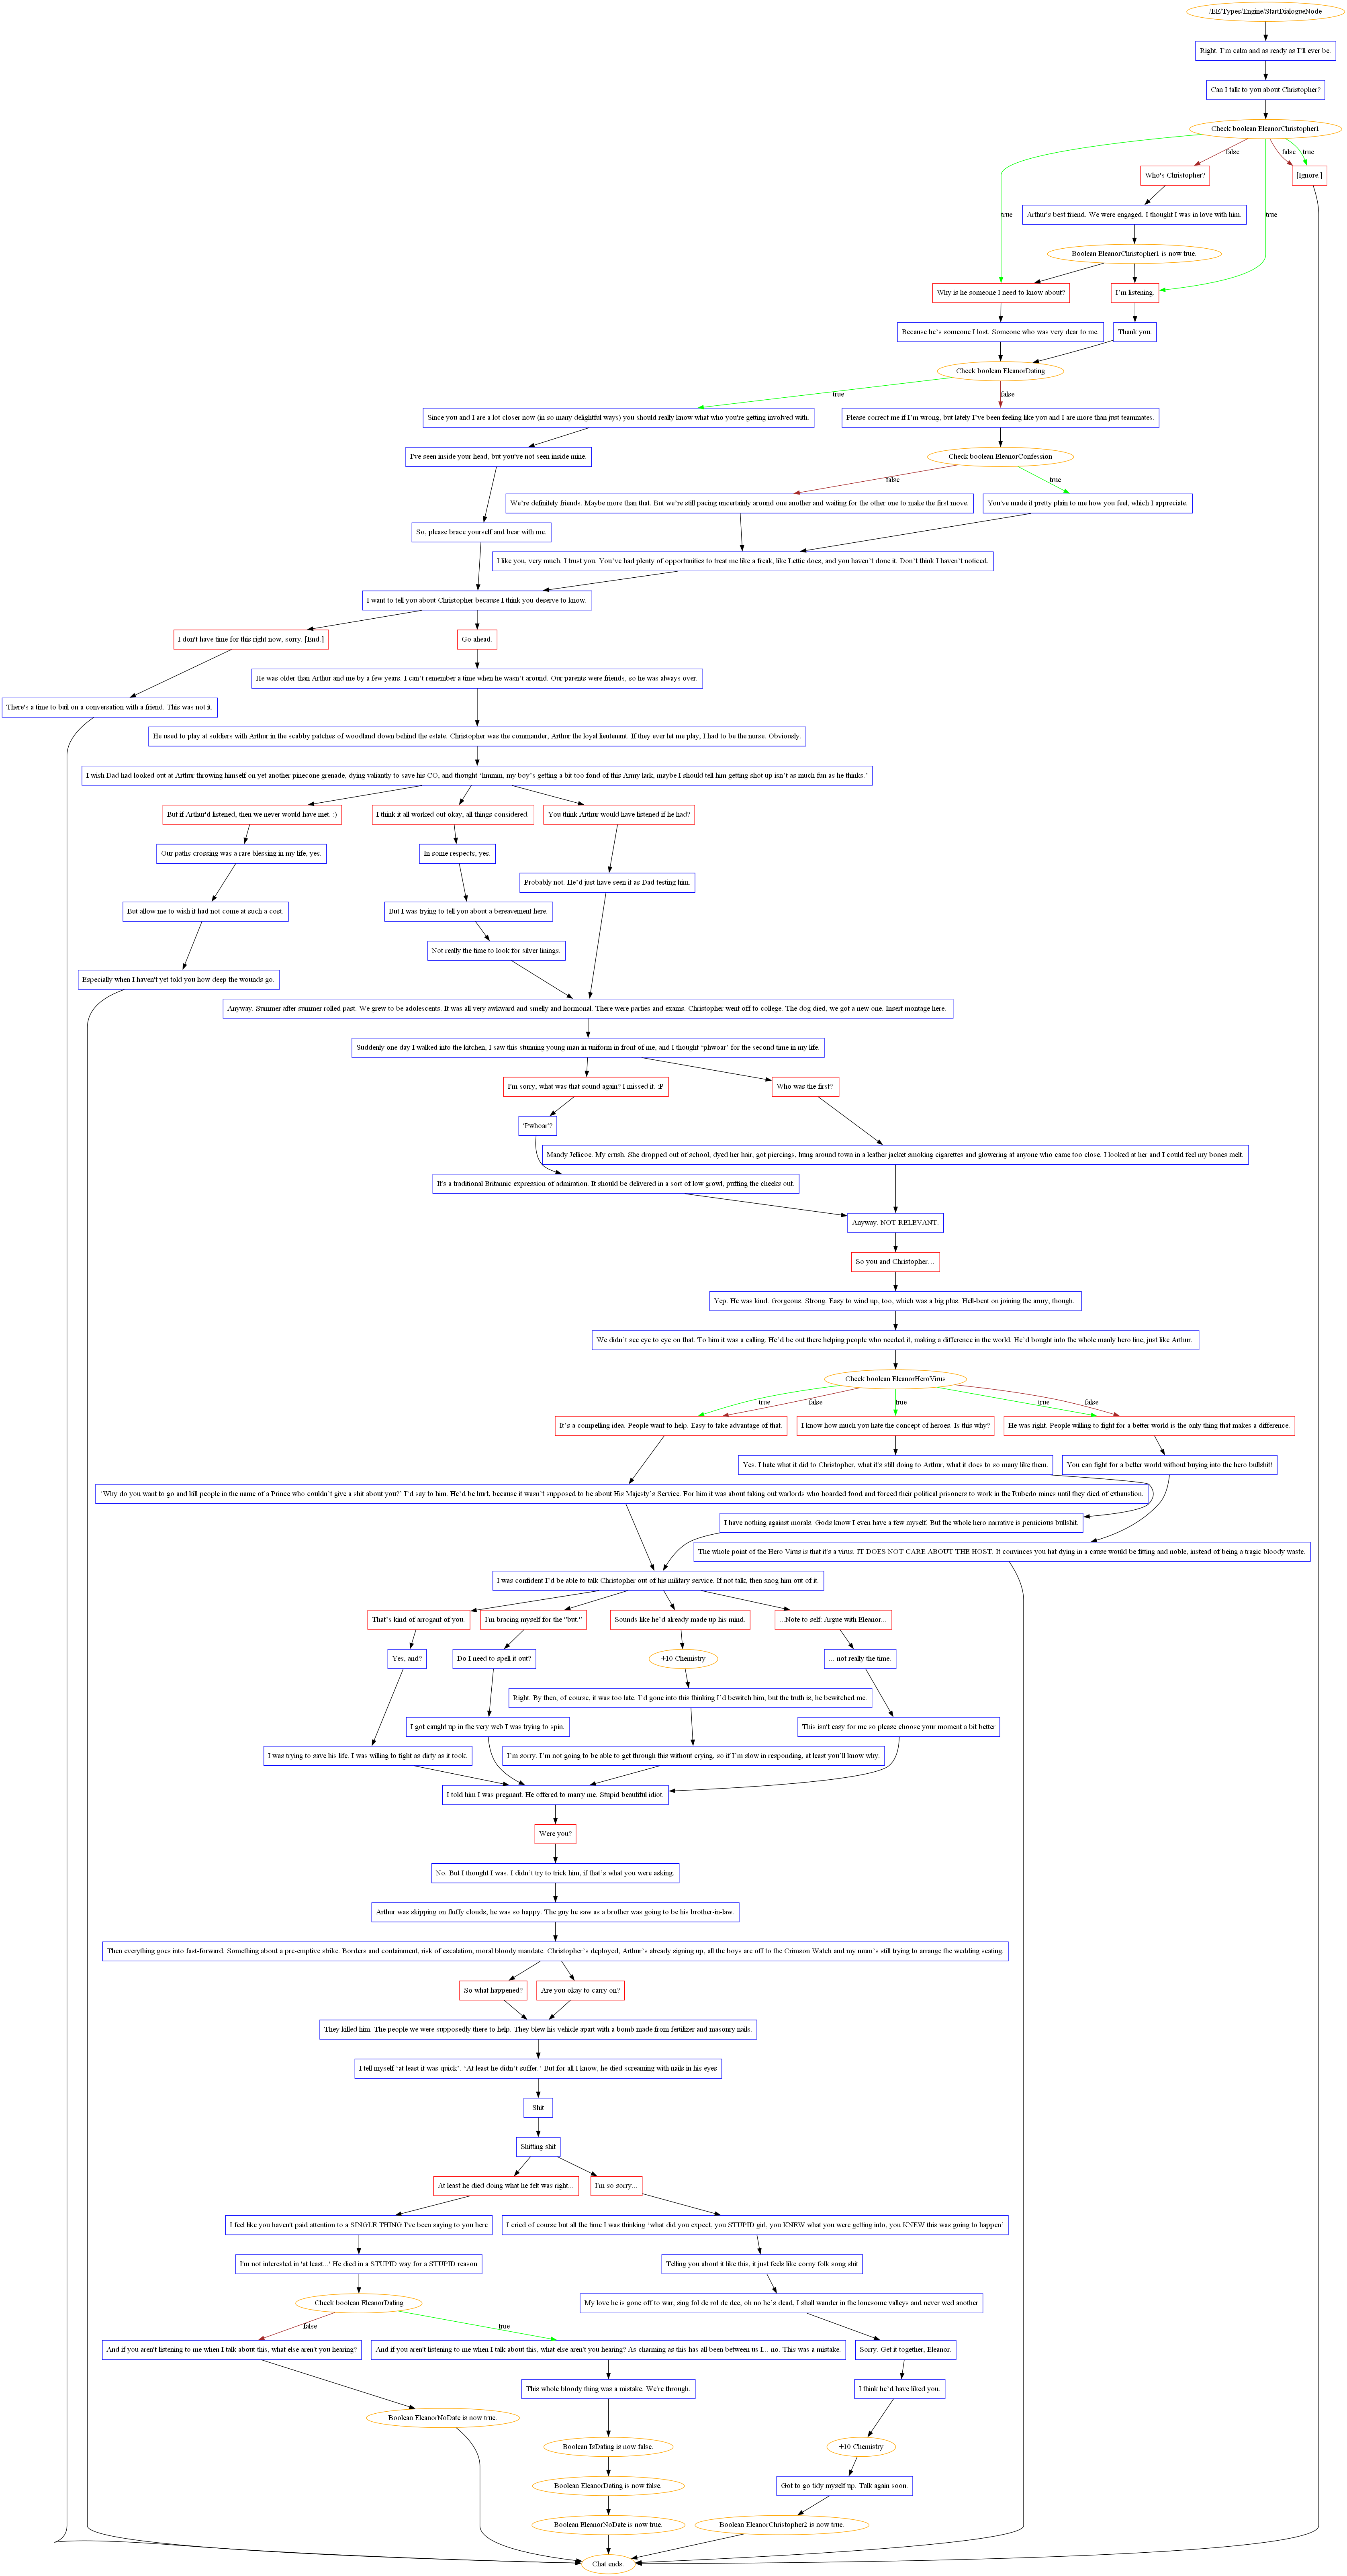 /EE/Types/Engine/StartDialogueNode
Right. I'm calm and as ready as I'll ever be.
Can I talk to you about Christopher?
Check boolean EleanorChristopher1
false
false
true
Who's Christopher?
[Ignore.]
Arthur's best friend. We were engaged. I thought I was in love with him.
true
true
Boolean EleanorChristopher1 is now true.
Why is he someone I need to know about?
I'm listening.
Because he's someone I lost. Someone who was very dear to me.
Thank you.
Check boolean EleanorDating
true
false
Since you and I are a lot closer now (in so many delightful ways) you should really know what who you're getting involved with.
Please correct me if I'm wrong, but lately I've been feeling like you and I are more than just teammates.
I've seen inside your head, but you've not seen inside mine.
Check boolean EleanorConfession
false
true
We're definitely friends. Maybe more than that. But we're still pacing uncertainly around one another and waiting for the other one to make the first move.
You've made it pretty plain to me how you feel, which I appreciate.
So, please brace yourself and bear with me.
I like you, very much. I trust you. You've had plenty of opportunities to treat me like a freak, like Lettie does, and you haven't done it. Don't think I haven't noticed.
I want to tell you about Christopher because I think you deserve to know.
I don't have time for this right now, sorry. [End.]
Go ahead.
He was older than Arthur and me by a few years. I can't remember a time when he wasn't around. Our parents were friends, so he was always over.
There's a time to bail on a conversation with a friend. This was not it.
He used to play at soldiers with Arthur in the scabby patches of woodland down behind the estate. Christopher was the commander, Arthur the loyal lieutenant. If they ever let me play, I had to be the nurse. Obviously.
I wish Dad had looked out at Arthur throwing himself on yet another pinecone grenade, dying valiantly to save his CO, and thought 'hmmm, my boy's getting a bit too fond of this Army lark, maybe I should tell him getting shot up isn't as much fun as he thinks.'
But if Arthur'd listened, then we never would have met. :)
I think it all worked out okay, all things considered.
You think Arthur would have listened if he had?
Our paths crossing was a rare blessing in my life, yes.
In some respects, yes.
Probably not. He'd just have seen it as Dad testing him.
But allow me to wish it had not come at such a cost.
But I was trying to tell you about a bereavement here.
Not really the time to look for silver linings.
Especially when I haven't yet told you how deep the wounds go.
Anyway. Summer after summer rolled past. We grew to be adolescents. It was all very awkward and smelly and hormonal. There were parties and exams. Christopher went off to college. The dog died, we got a new one. Insert montage here.
Suddenly one day I walked into the kitchen, I saw this stunning young man in uniform in front of me, and I thought 'phwoar' for the second time in my life.
I'm sorry, what was that sound again? I missed it. :P
Who was the first?
'Pwhoar'?
Mandy Jellicoe. My crush. She dropped out of school, dyed her hair, got piercings, hung around town in a leather jacket smoking cigarettes and glowering at anyone who came too close. I looked at her and I could feel my bones melt.
It's a traditional Britannic expression of admiration. It should be delivered in a sort of low growl, puffing the cheeks out.
Anyway. NOT RELEVANT.
So you and Christopher…
Yep. He was kind. Gorgeous. Strong. Easy to wind up, too, which was a big plus. Hell-bent on joining the army, though.
We didn't see eye to eye on that. To him it was a calling. He'd be out there helping people who needed it, making a difference in the world. He'd bought into the whole manly hero line, just like Arthur.
Check boolean EleanorHeroVirus
true
false
true
true
false
It's a compelling idea. People want to help. Easy to take advantage of that.
I know how much you hate the concept of heroes. Is this why?
He was right. People willing to fight for a better world is the only thing that makes a difference.
Yes. I hate what it did to Christopher, what it's still doing to Arthur, what it does to so many like them.
You can fight for a better world without buying into the hero bullshit!
'Why do you want to go and kill people in the name of a Prince who couldn't give a shit about you?' I'd say to him. He'd be hurt, because it wasn't supposed to be about His Majesty's Service. For him it was about taking out warlords who hoarded food and forced their political prisoners to work in the Rubedo mines until they died of exhaustion.
I have nothing against morals. Gods know I even have a few myself. But the whole hero narrative is pernicious bullshit.
The whole point of the Hero Virus is that it's a virus. IT DOES NOT CARE ABOUT THE HOST. It convinces you hat dying in a cause would be fitting and noble, instead of being a tragic bloody waste.
I was confident I'd be able to talk Christopher out of his military service. If not talk, then snog him out of it.
That's kind of arrogant of you.
I'm bracing myself for the "but."
Sounds like he'd already made up his mind.
...Note to self: Argue with Eleanor...
Yes, and?
Do I need to spell it out?
+10 Chemistry
... not really the time.
Right. By then, of course, it was too late. I'd gone into this thinking I'd bewitch him, but the truth is, he bewitched me.
I got caught up in the very web I was trying to spin.
This isn't easy for me so please choose your moment a bit better
I was trying to save his life. I was willing to fight as dirty as it took.
I'm sorry. I'm not going to be able to get through this without crying, so if I'm slow in responding, at least you'll know why.
I told him I was pregnant. He offered to marry me. Stupid beautiful idiot.
Were you?
No. But I thought I was. I didn't try to trick him, if that's what you were asking.
Arthur was skipping on fluffy clouds, he was so happy. The guy he saw as a brother was going to be his brother-in-law.
Then everything goes into fast-forward. Something about a pre-emptive strike. Borders and containment, risk of escalation, moral bloody mandate. Christopher's deployed, Arthur's already signing up, all the boys are off to the Crimson Watch and my mum's still trying to arrange the wedding seating.
So what happened?
Are you okay to carry on?
They killed him. The people we were supposedly there to help. They blew his vehicle apart with a bomb made from fertilizer and masonry nails.
I tell myself 'at least it was quick'. 'At least he didn't suffer.' But for all I know, he died screaming with nails in his eyes
Shit
Shitting shit
At least he died doing what he felt was right...
I'm so sorry...
I feel like you haven't paid attention to a SINGLE THING I've been saying to you here
I cried of course but all the time I was thinking 'what did you expect, you STUPID girl, you KNEW what you were getting into, you KNEW this was going to happen'
I'm not interested in 'at least...' He died in a STUPID way for a STUPID reason
Telling you about it like this, it just feels like corny folk song shit
Check boolean EleanorDating
My love he is gone off to war, sing fol de rol de dee, oh no he's dead, I shall wander in the lonesome valleys and never wed another
false
true
And if you aren't listening to me when I talk about this, what else aren't you hearing?
And if you aren't listening to me when I talk about this, what else aren't you hearing? As charming as this has all been between us I... no. This was a mistake.
Sorry. Get it together, Eleanor.
This whole bloody thing was a mistake. We're through.
I think he'd have liked you.
Boolean EleanorNoDate is now true.
Boolean IsDating is now false.
+10 Chemistry
Boolean EleanorDating is now false.
Got to go tidy myself up. Talk again soon.
Boolean EleanorNoDate is now true.
Boolean EleanorChristopher2 is now true.
Chat ends.